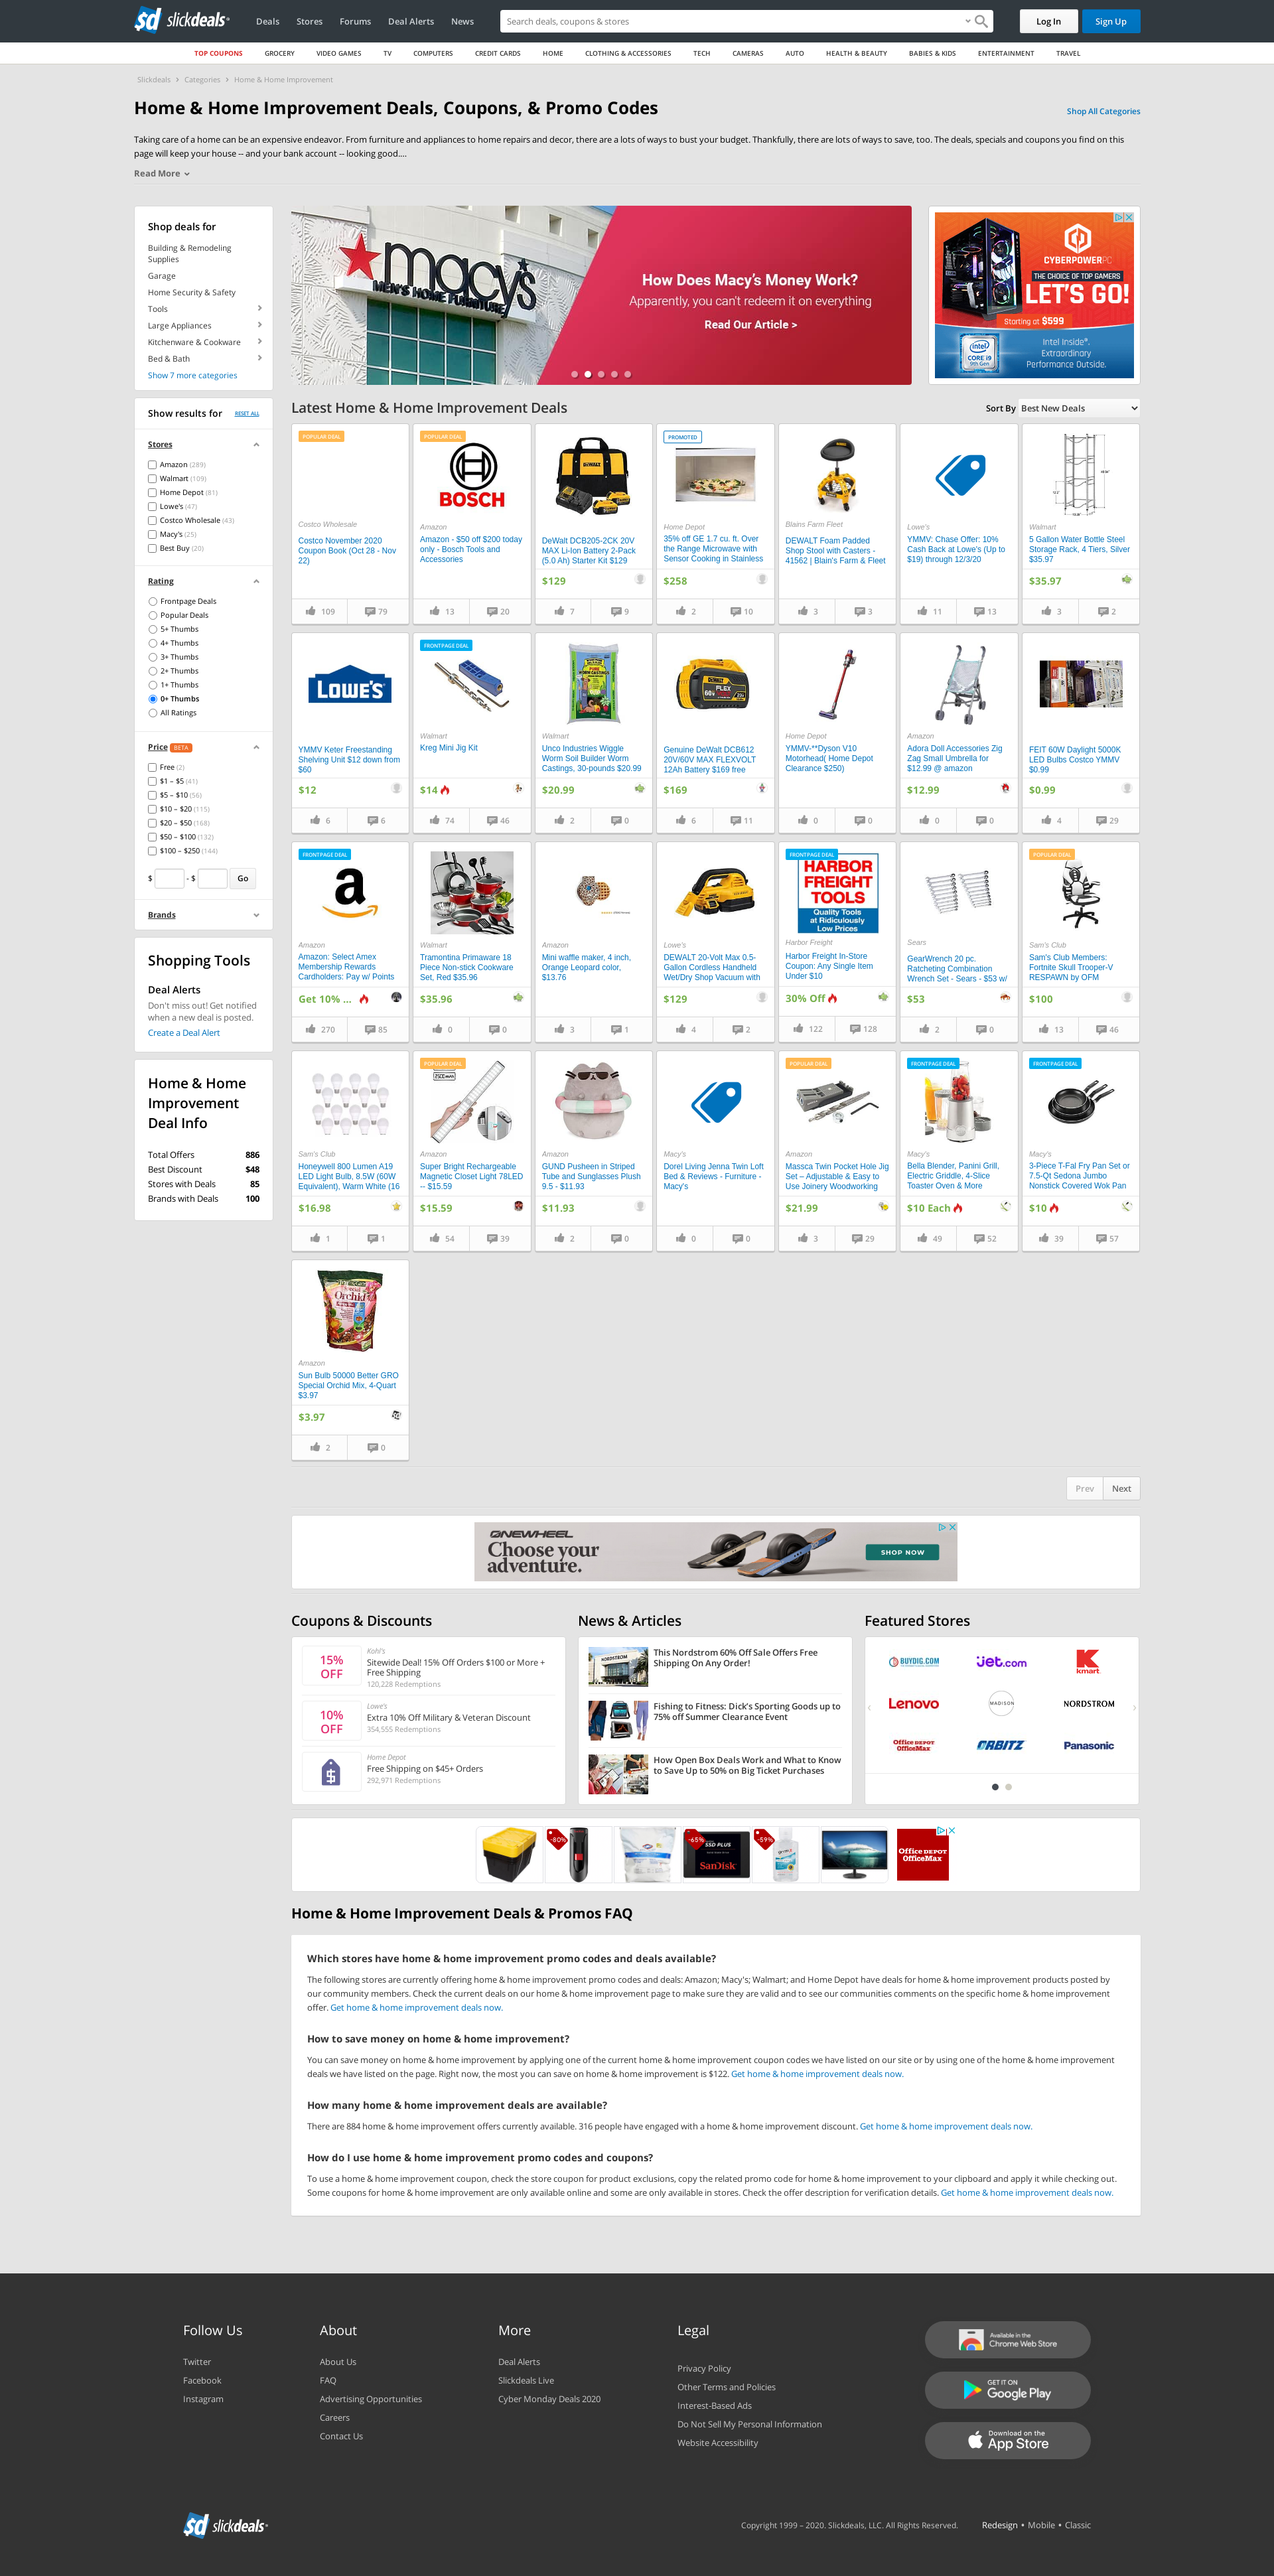 sd slickdeals
Deals Stores Forums Deal Alerts News
Search deals, coupons & stores
Log In
Sign Up
TOP COUPONS GROCERY VIDEO GAMES TV COMPUTERS CREDIT CARDS HOME CLOTHING & ACCESSORIES TECH CAMERAS AUTO HEALTH & BEAUTY BABIES & KIDS ENTERTAINMENT TRAVEL
Slickdeals > Categories > Home & Home Improvement
Home & Home Improvement Deals, Coupons, & Promo Codes
Shop All Categories
Taking care of a home can be an expensive endeavor. From furniture and appliances to home repairs and decor, there are a lots of ways to bust your budget. Thankfully, there are lots of ways to save, too. The deals, specials and coupons you find on this
page will keep your house -- and your bank account -- looking good....
Read More
Shop deals for
Building & Remodeling
Supplies
Garage
Home Security & Safety
Tools
Large Appliances
Kitchenware & Cookware
Bed & Bath
Show 7 more categories
macy's
MEN'S HOME FURNITURE
How Does Macy's Money Work?
Apparently, you can't redeem it on everything
Read Our Article >
CYBERPOWERPC
THE CHOICE OF TOP GAMERS
LET'S GO!
Starting at $599
intel CORE i9 9th Gen
Intel Inside®.
Extraordinary
Performance Outside.
Show results for RESET ALL
Stores
Amazon (289)
Walmart (109)
Home Depot (81)
Lowe's (47)
Costco Wholesale (43)
Macy's (25)
Best Buy (20)
Rating
Frontpage Deals
Popular Deals
5+ Thumbs
4+ Thumbs
3+ Thumbs
2+ Thumbs
1+ Thumbs
0+ Thumbs
All Ratings
Price BETA
Free (2)
$1 – $5 (41)
$5 – $10 (56)
$10 – $20 (115)
$20 – $50 (168)
$50 – $100 (132)
$100 – $250 (144)
$ - $ Go
Brands
Shopping Tools
Deal Alerts
Don't miss out! Get notified
when a new deal is posted.
Create a Deal Alert
Home & Home
Improvement
Deal Info
Total Offers 886
Best Discount $48
Stores with Deals 85
Brands with Deals 100
Latest Home & Home Improvement Deals
Sort By Best New Deals
POPULAR DEAL
Costco Wholesale
Costco November 2020
Coupon Book (Oct 28 - Nov
22)
109 79
POPULAR DEAL
BOSCH
Amazon
Amazon - $50 off $200 today
only - Bosch Tools and
Accessories
13 20
DeWalt DCB205-2CK 20V
MAX Li-Ion Battery 2-Pack
(5.0 Ah) Starter Kit $129
$129
7 9
PROMOTED
Home Depot
35% off GE 1.7 cu. ft. Over
the Range Microwave with
Sensor Cooking in Stainless
$258
2 10
Blains Farm Fleet
DEWALT Foam Padded
Shop Stool with Casters -
41562 | Blain's Farm & Fleet
3 3
Lowe's
YMMV: Chase Offer: 10%
Cash Back at Lowe's (Up to
$19) through 12/3/20
11 13
Walmart
5 Gallon Water Bottle Steel
Storage Rack, 4 Tiers, Silver
$35.97
$35.97
3 2
LOWE'S
YMMV Keter Freestanding
Shelving Unit $12 down from
$60
$12
6 6
FRONTPAGE DEAL
Walmart
Kreg Mini Jig Kit
$14
74 46
Walmart
Unco Industries Wiggle
Worm Soil Builder Worm
Castings, 30-pounds $20.99
$20.99
2 0
Genuine DeWalt DCB612
20V/60V MAX FLEXVOLT
12Ah Battery $169 free
$169
6 11
Home Depot
YMMV-**Dyson V10
Motorhead( Home Depot
Clearance $250)
0 0
Amazon
Adora Doll Accessories Zig
Zag Small Umbrella for
$12.99 @ amazon
$12.99
0 0
FEIT 60W Daylight 5000K
LED Bulbs Costco YMMV
$0.99
$0.99
4 29
FRONTPAGE DEAL
Amazon
Amazon: Select Amex
Membership Rewards
Cardholders: Pay w/ Points
Get 10% ...
270 85
Walmart
Tramontina Primaware 18
Piece Non-stick Cookware
Set, Red $35.96
$35.96
0 0
Amazon
Mini waffle maker, 4 inch,
Orange Leopard color,
$13.76
3 1
Lowe's
DEWALT 20-Volt Max 0.5-
Gallon Cordless Handheld
Wet/Dry Shop Vacuum with
$129
4 2
FRONTPAGE DEAL
HARBOR
FREIGHT
TOOLS
Quality Tools
at Ridiculously
Low Prices
Harbor Freight
Harbor Freight In-Store
Coupon: Any Single Item
Under $10
30% Off
122 128
Sears
GearWrench 20 pc.
Ratcheting Combination
Wrench Set - Sears - $53 w/
$53
2 0
POPULAR DEAL
Sam's Club
Sam's Club Members:
Fortnite Skull Trooper-V
RESPAWN by OFM
$100
13 46
Sam's Club
Honeywell 800 Lumen A19
LED Light Bulb, 8.5W (60W
Equivalent), Warm White (16
$16.98
1 1
POPULAR DEAL
Amazon
Super Bright Rechargeable
Magnetic Closet Light 78LED
-- $15.59
$15.59
54 39
Amazon
GUND Pusheen in Striped
Tube and Sunglasses Plush
9.5 - $11.93
$11.93
2 0
Macy's
Dorel Living Jenna Twin Loft
Bed & Reviews - Furniture -
Macy's
0 0
POPULAR DEAL
Amazon
Massca Twin Pocket Hole Jig
Set – Adjustable & Easy to
Use Joinery Woodworking
$21.99
3 29
FRONTPAGE DEAL
Macy's
Bella Blender, Panini Grill,
Electric Griddle, 4-Slice
Toaster Oven & More
$10 Each
49 52
FRONTPAGE DEAL
Macy's
3-Piece T-Fal Fry Pan Set or
7.5-Qt Sedona Jumbo
Nonstick Covered Wok Pan
$10
39 57
Orchid
Amazon
Sun Bulb 50000 Better GRO
Special Orchid Mix, 4-Quart
$3.97
$3.97
2 0
Prev Next
ONEWHEEL
Choose your
adventure.
SHOP NOW
Coupons & Discounts
15%
OFF
Kohl's
Sitewide Deal! 15% Off Orders $100 or More +
Free Shipping
120,228 Redemptions
10%
OFF
Lowe's
Extra 10% Off Military & Veteran Discount
354,555 Redemptions
Home Depot
Free Shipping on $45+ Orders
292,971 Redemptions
News & Articles
NORDSTROM
This Nordstrom 60% Off Sale Offers Free
Shipping On Any Order!
Fishing to Fitness: Dick's Sporting Goods up to
75% off Summer Clearance Event
How Open Box Deals Work and What to Know
to Save Up to 50% on Big Ticket Purchases
Featured Stores
BUYDIG.COM
jet.com
kmart
Lenovo
MADISON
NORDSTROM
Office DEPOT
OfficeMax
ORBITZ
Panasonic
-80%
-65%
SSD PLUS
SanDisk
-59%
Office DEPOT
OfficeMax
Home & Home Improvement Deals & Promos FAQ
Which stores have home & home improvement promo codes and deals available?
The following stores are currently offering home & home improvement promo codes and deals: Amazon; Macy's; Walmart; and Home Depot have deals for home & home improvement products posted by
our community members. Check the current deals on our home & home improvement page to make sure they are valid and to see our communities comments on the specific home & home improvement
offer. Get home & home improvement deals now.
How to save money on home & home improvement?
You can save money on home & home improvement by applying one of the current home & home improvement coupon codes we have listed on our site or by using one of the home & home improvement
deals we have listed on the page. Right now, the most you can save on home & home improvement is $122. Get home & home improvement deals now.
How many home & home improvement deals are available?
There are 884 home & home improvement offers currently available. 316 people have engaged with a home & home improvement discount. Get home & home improvement deals now.
How do I use home & home improvement promo codes and coupons?
To use a home & home improvement coupon, check the store coupon for product exclusions, copy the related promo code for home & home improvement to your clipboard and apply it while checking out.
Some coupons for home & home improvement are only available online and some are only available in stores. Check the offer description for verification details. Get home & home improvement deals now.
Follow Us
Twitter
Facebook
Instagram
About
About Us
FAQ
Advertising Opportunities
Careers
Contact Us
More
Deal Alerts
Slickdeals Live
Cyber Monday Deals 2020
Legal
Privacy Policy
Other Terms and Policies
Interest-Based Ads
Do Not Sell My Personal Information
Website Accessibility
Available in the
Chrome Web Store
GET IT ON
Google Play
Download on the
App Store
sd slickdeals
Copyright 1999 – 2020. Slickdeals, LLC. All Rights Reserved.
Redesign • Mobile • Classic